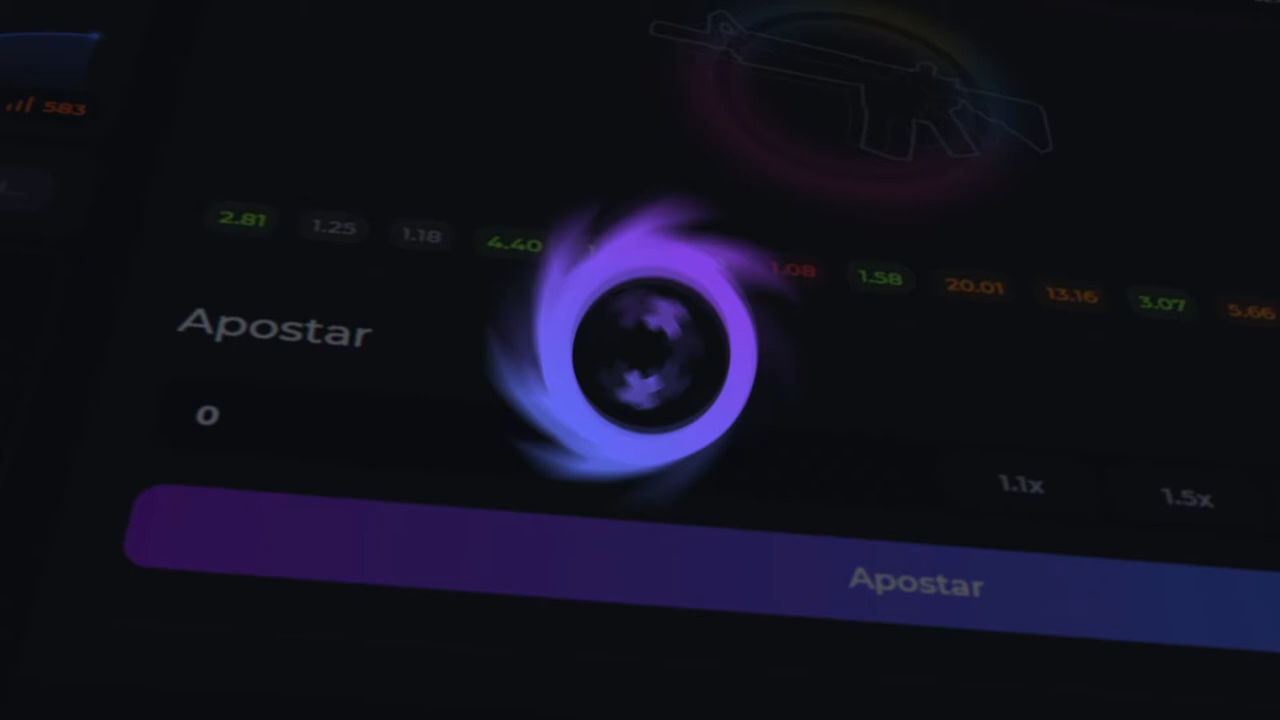 583
2.81 1.25 1.18 4.40 1.08 1.58 20.01 13.16 3.07 5.66
Apostar
0
1.1x 1.5x
Apostar